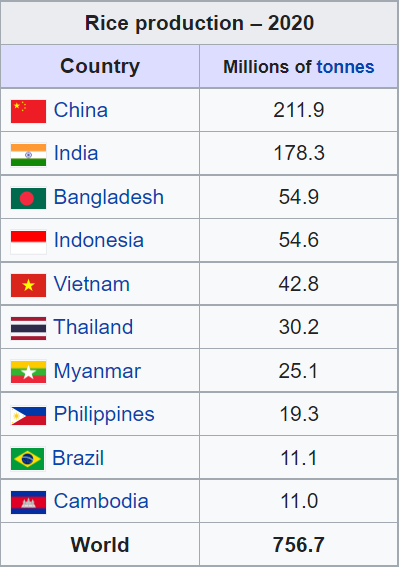 Rice production – 2020
Country Millions of tonnes
China 211.9
India 178.3
Bangladesh 54.9
Indonesia 54.6
Vietnam 42.8
Thailand 30.2
Myanmar 25.1
Philippines 19.3
Brazil 11.1
Cambodia 11.0
World 756.7